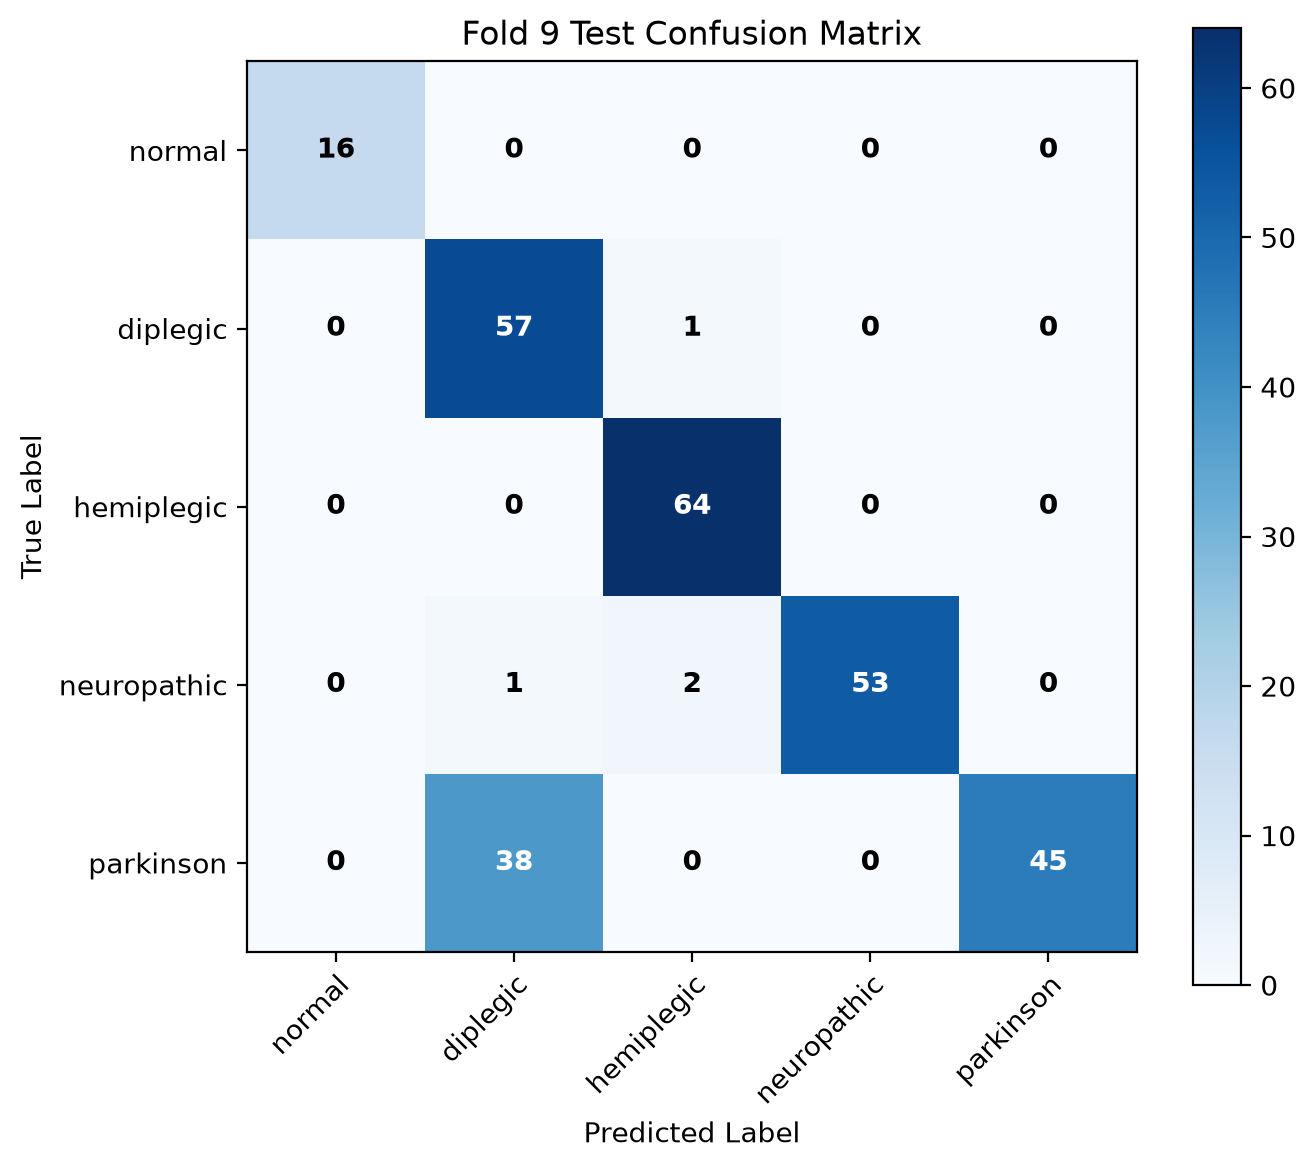 Fold 9 Test Confusion Matrix
True Label
normal 16 0 0 0 0
diplegic 0 57 1 0 0
hemiplegic 0 0 64 0 0
neuropathic 0 1 2 53 0
parkinson 0 38 0 0 45
normal diplegic hemiplegic neuropathic parkinson
Predicted Label
60
50
40
30
20
10
0